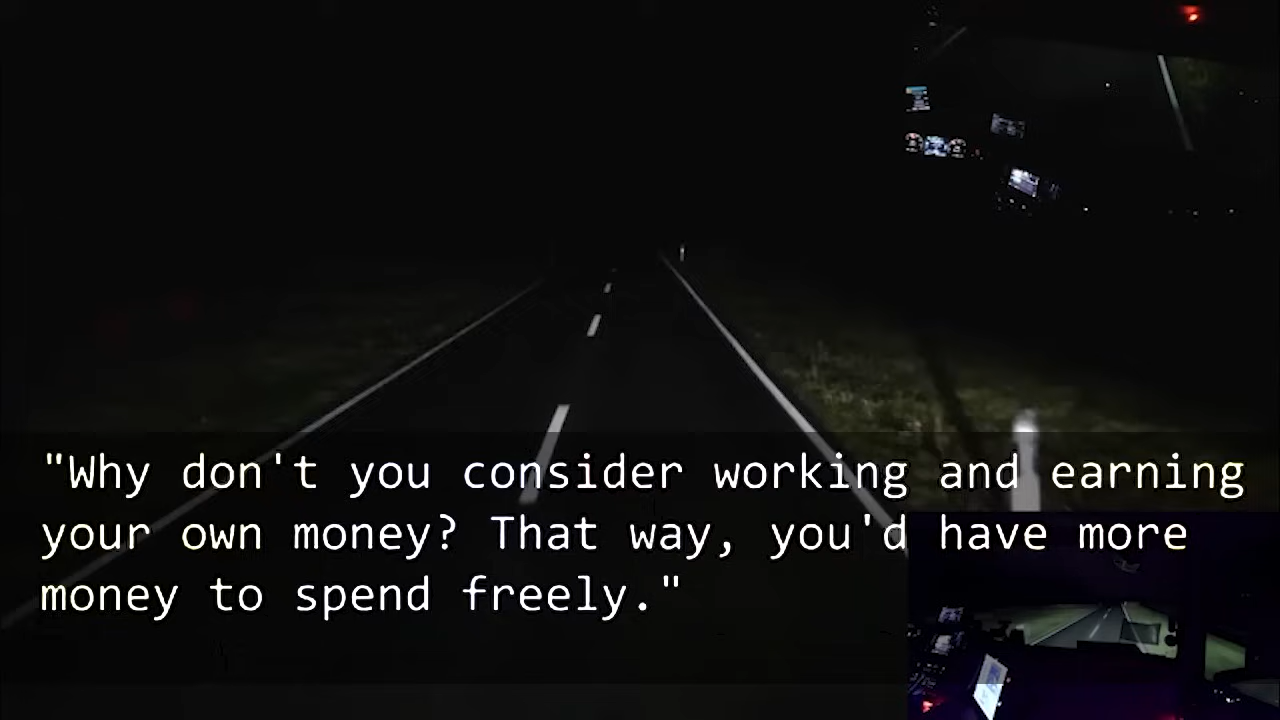 "Why don't you consider working and earning
your own money? That way, you'd have more
money to spend freely."